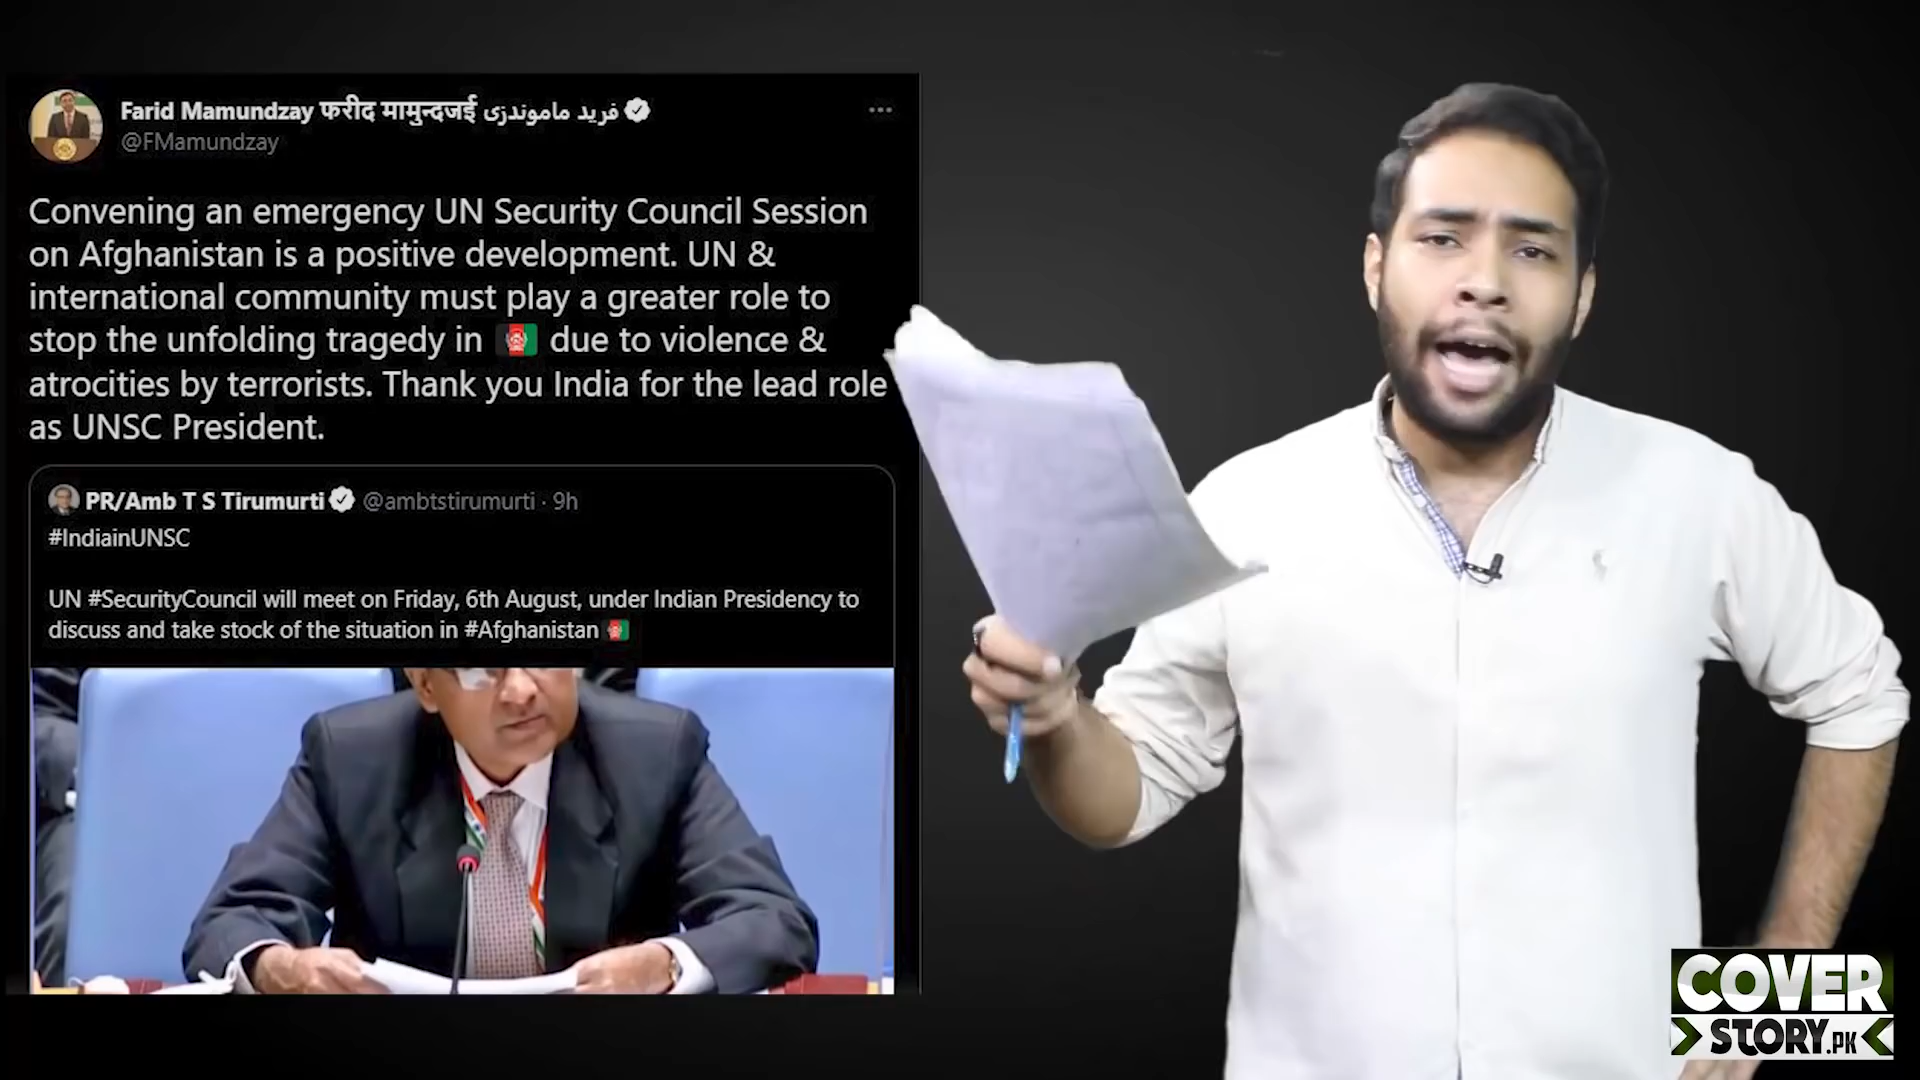 Farid Mamundzay फरीद मामुन्दजई فرید ماموندزی
@FMamundzay
Convening an emergency UN Security Council Session
on Afghanistan is a positive development. UN &
international community must play a greater role to
stop the unfolding tragedy in 🇦🇫 due to violence &
atrocities by terrorists. Thank you India for the lead role
as UNSC President.
PR/Amb T S Tirumurti @ambtstirumurti · 9h
#IndiainUNSC
UN #SecurityCouncil will meet on Friday, 6th August, under Indian Presidency to
discuss and take stock of the situation in #Afghanistan 🇦🇫
COVER
STORY.PK